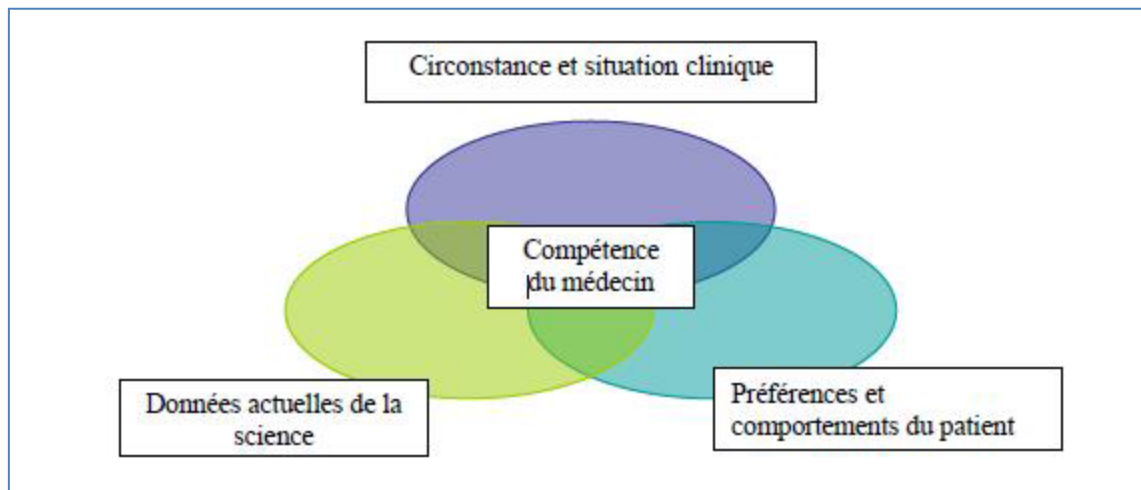 Circonstance et situation clinique
Compétence
du médecin
Données actuelles de la
science
Préférences et
comportements du patient